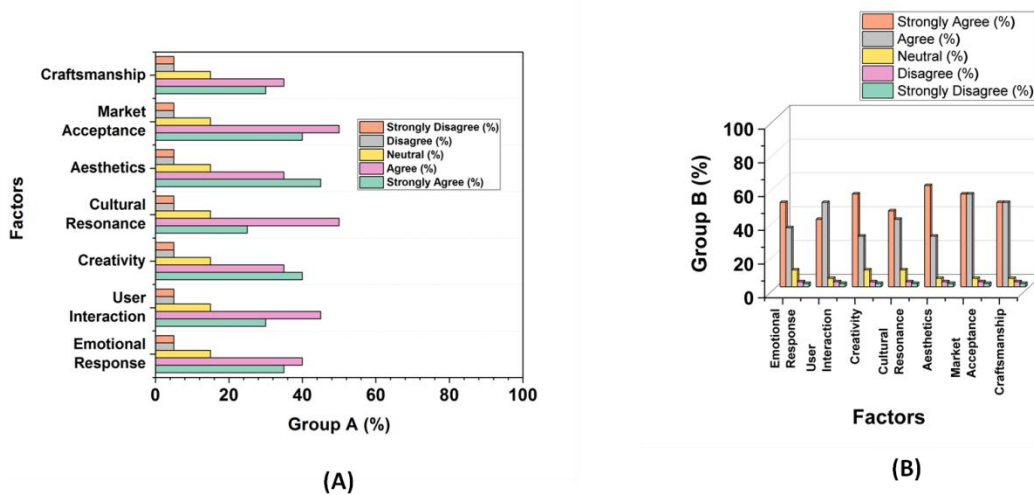 Craftsmanship
Market
Acceptance
Aesthetics
Cultural
Resonance
Creativity
User
Interaction
Emotional
Response
Factors
Strongly Disagree (%)
Disagree (%)
Neutral (%)
Agree (%)
Strongly Agree (%)
0 20 40 60 80 100
Group A (%)
(A)
Strongly Agree (%)
Agree (%)
Neutral (%)
Disagree (%)
Strongly Disagree (%)
100
80
60
40
20
0
Group B (%)
Emotional
Response
User
Interaction
Creativity
Cultural
Resonance
Aesthetics
Market
Acceptance
Craftsmanship
Factors
(B)